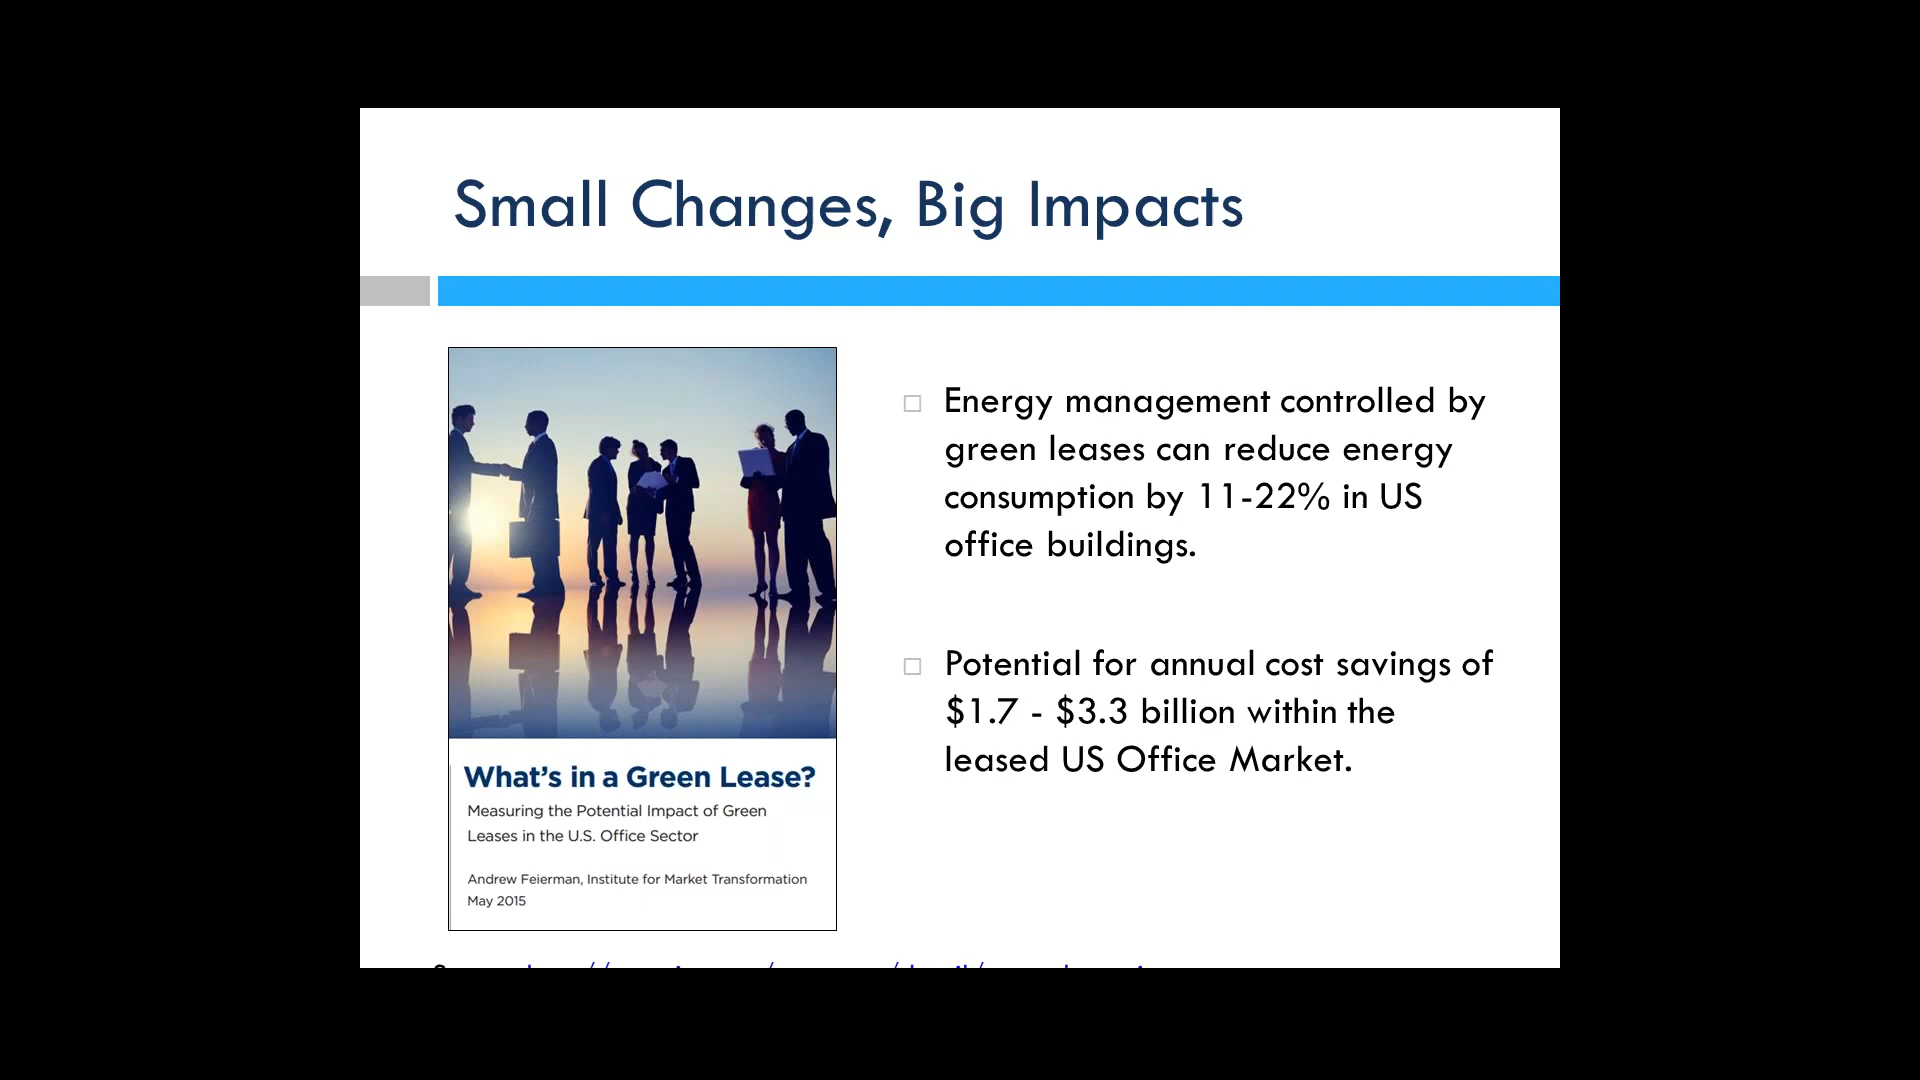 Small Changes, Big Impacts
Energy management controlled by
green leases can reduce energy
consumption by 11-22% in US
office buildings.
Potential for annual cost savings of
$1.7 - $3.3 billion within the
leased US Office Market.
What's in a Green Lease?
Measuring the Potential Impact of Green
Leases in the U.S. Office Sector
Andrew Feierman, Institute for Market Transformation
May 2015